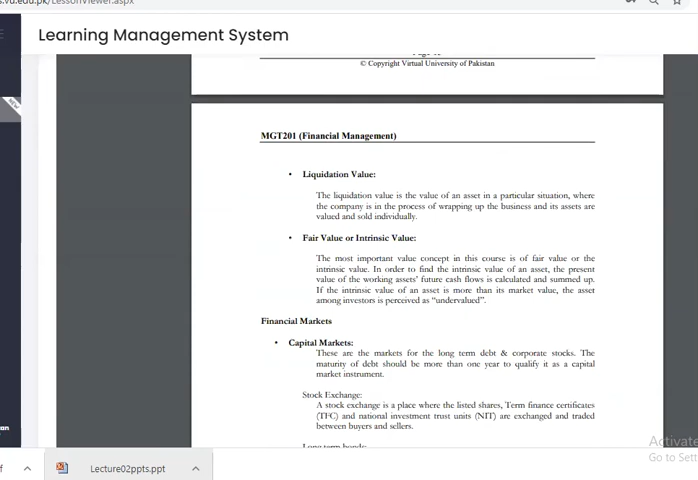 s.vu.edu.pk/LessonViewer.aspx
Learning Management System
NEW
© Copyright Virtual University of Pakistan
MGT201 (Financial Management)
• Liquidation Value:
The liquidation value is the value of an asset in a particular situation, where
the company is in the process of wrapping up the business and its assets are
valued and sold individually.
• Fair Value or Intrinsic Value:
The most important value concept in this course is of fair value or the
intrinsic value. In order to find the intrinsic value of an asset, the present
value of the working assets' future cash flows is calculated and summed up.
If the intrinsic value of an asset is more than its market value, the asset
among investors is perceived as “undervalued”.
Financial Markets
• Capital Markets:
These are the markets for the long term debt & corporate stocks. The
maturity of debt should be more than one year to qualify it as a capital
market instrument.
Stock Exchange:
A stock exchange is a place where the listed shares, Term finance certificates
(TFC) and national investment trust units (NIT) are exchanged and traded
between buyers and sellers.
Long term bonds:
Activate
Go to Sett
Lecture02ppts.ppt